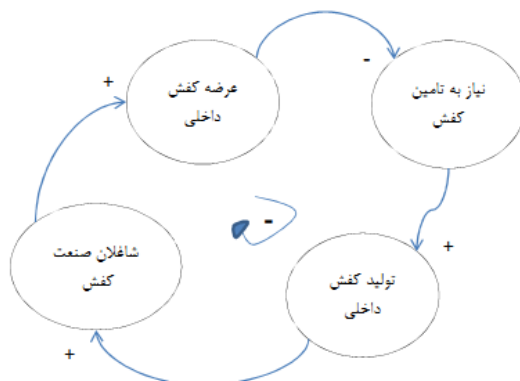 عرضه کفش
داخلی
-
نیاز به تامین
کفش
+
تولید کفش
داخلی
+
شاغلان صنعت
کفش
+
-